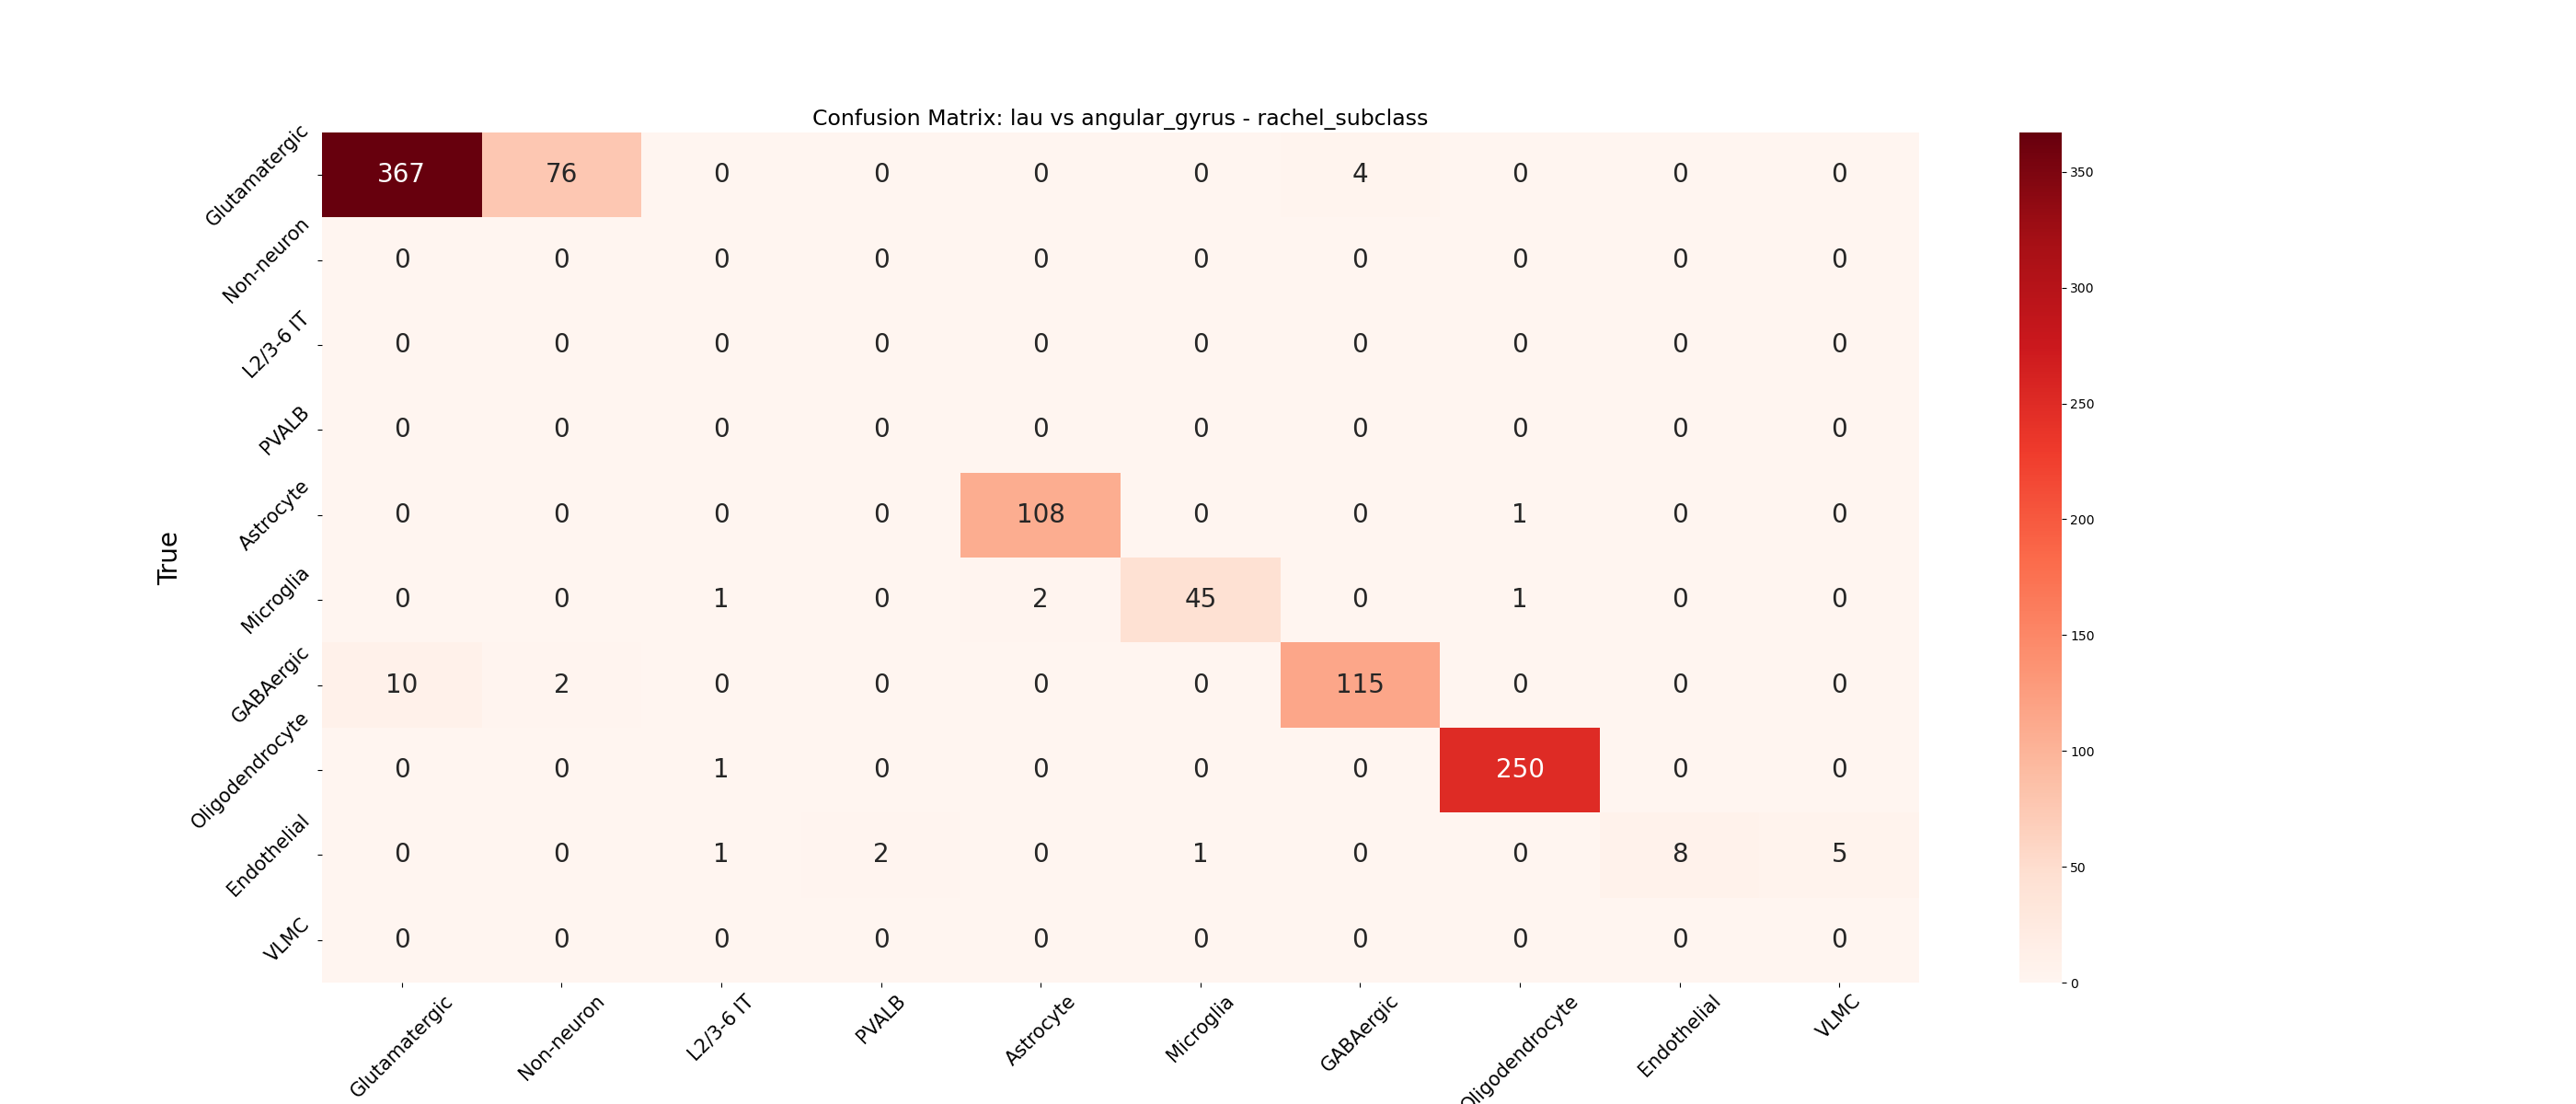 Confusion Matrix: lau vs angular_gyrus - rachel_subclass
Glutamatergic 367 76 0 0 0 0 4 0 0 0
Non-neuron 0 0 0 0 0 0 0 0 0 0
L2/3-6 IT 0 0 0 0 0 0 0 0 0 0
PVALB 0 0 0 0 0 0 0 0 0 0
Astrocyte 0 0 0 0 108 0 0 1 0 0
Microglia 0 0 1 0 2 45 0 1 0 0
GABAergic 10 2 0 0 0 0 115 0 0 0
Oligodendrocyte 0 0 1 0 0 0 0 250 0 0
Endothelial 0 0 1 2 0 1 0 0 8 5
VLMC 0 0 0 0 0 0 0 0 0 0
True
Glutamatergic Non-neuron L2/3-6 IT PVALB Astrocyte Microglia GABAergic Oligodendrocyte Endothelial VLMC
350
300
250
200
150
100
50
0